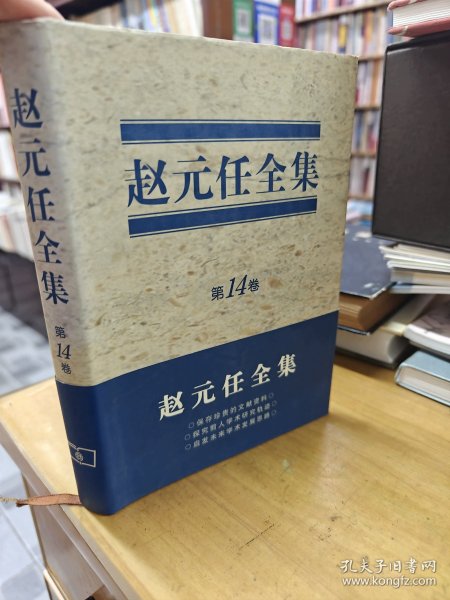 赵元任全集
第14卷
赵元任全集
第14卷
赵元任全集
○保存珍贵的文献资料○
○探究前人学术研究轨迹○
○启发未来学术发展思路○
孔夫子旧书网
www.kongfz.com